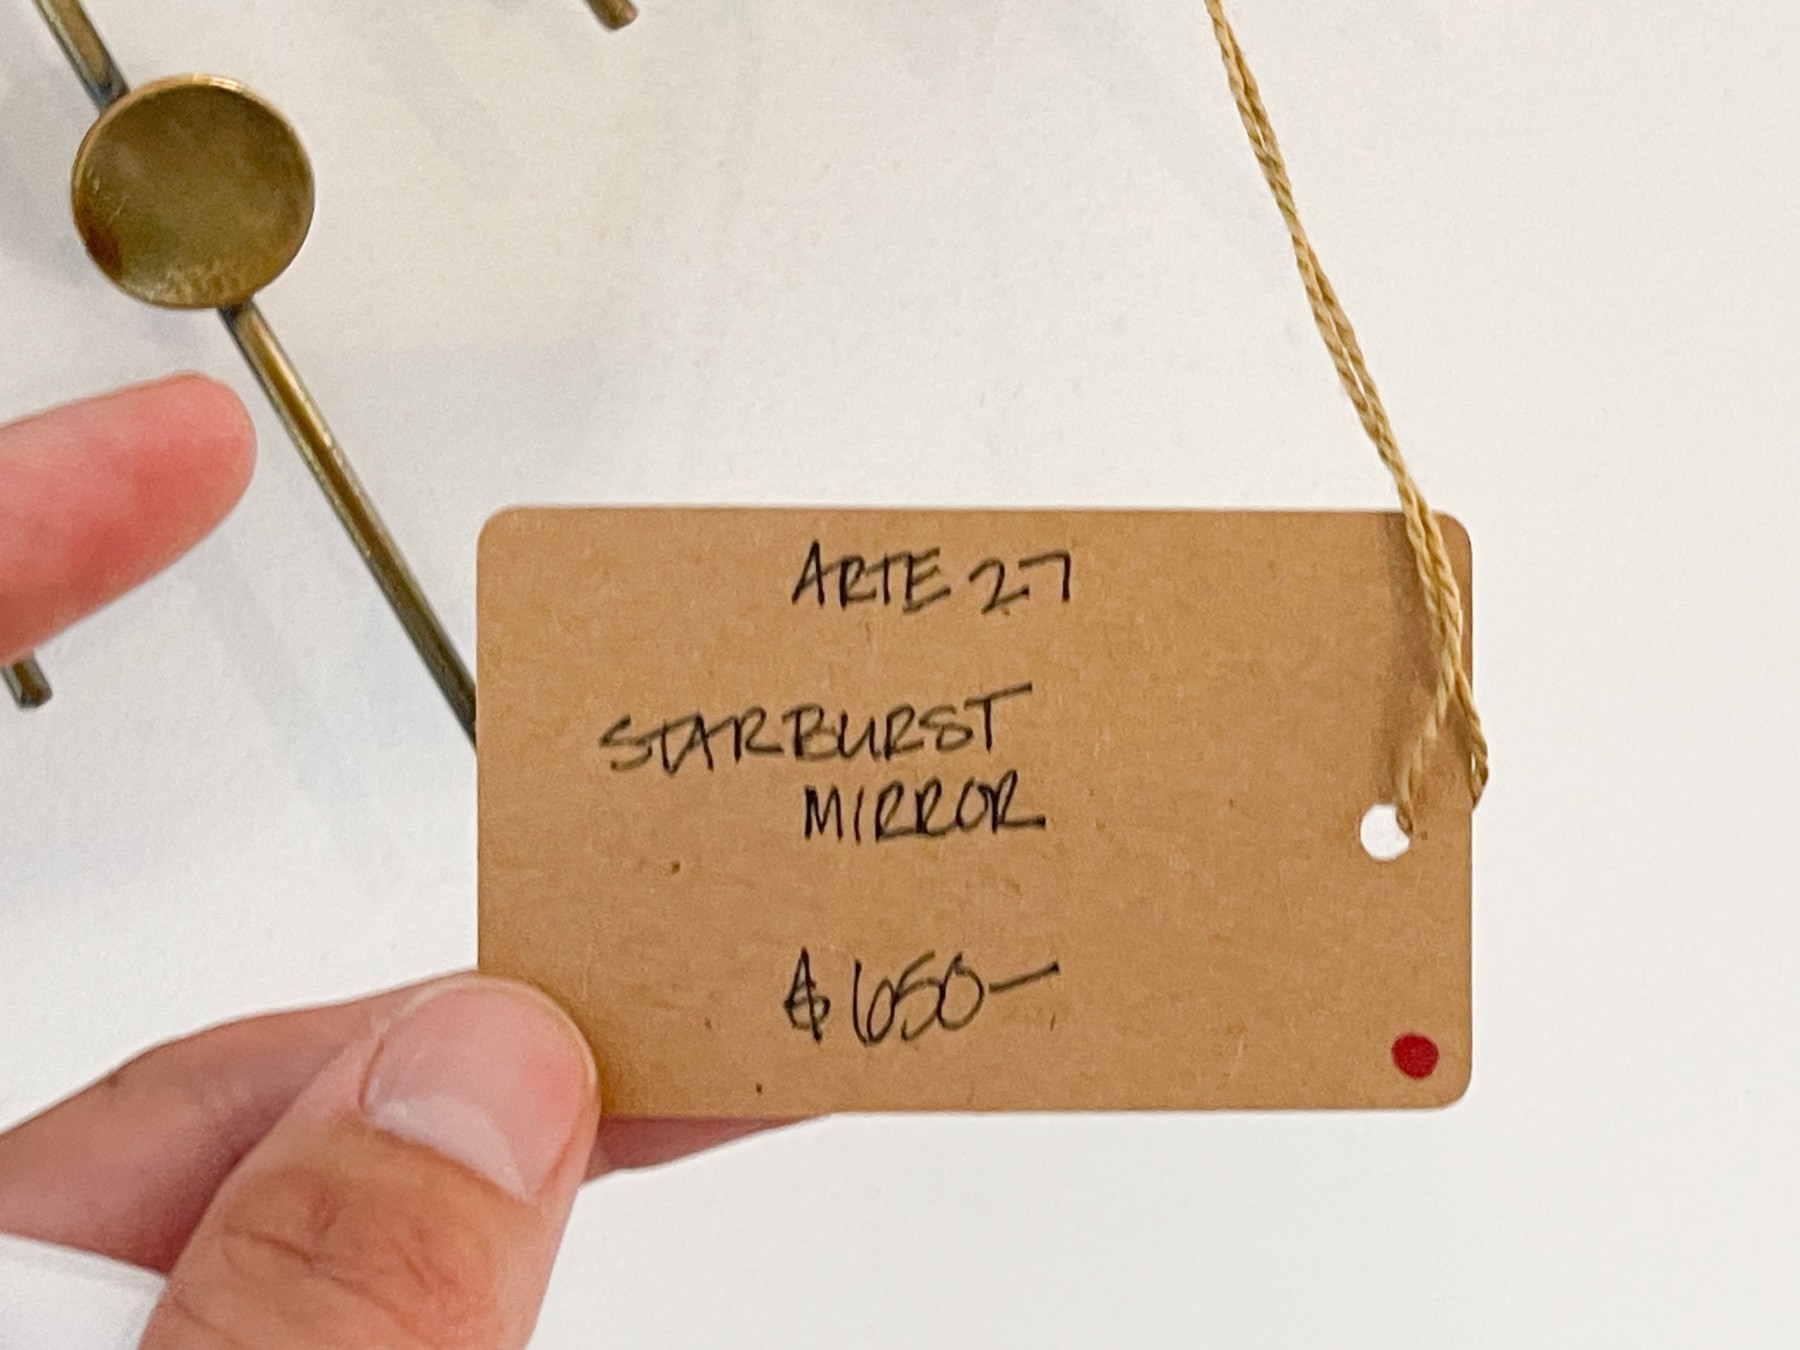 ARTE 27
STARBURST
MIRROR
$650—